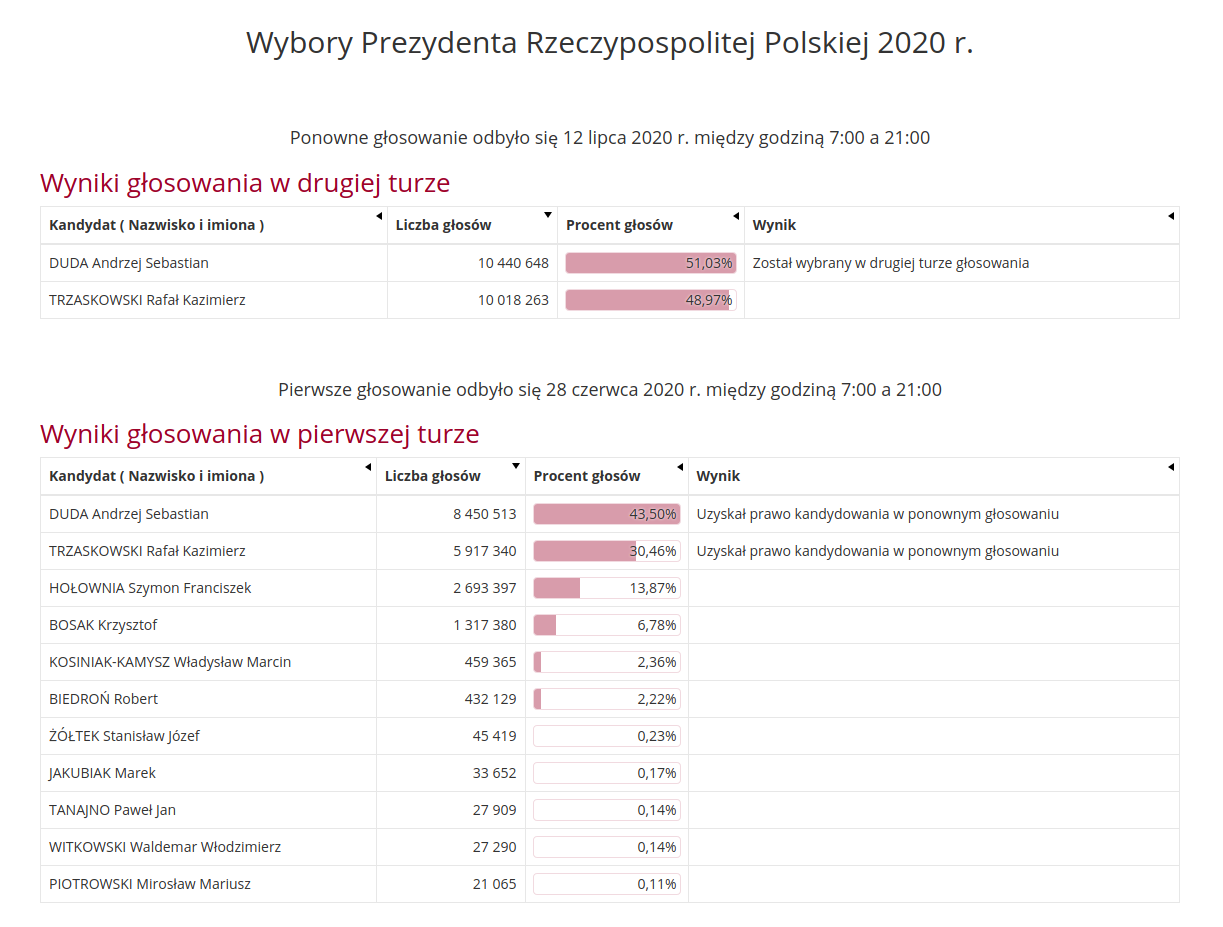 Wybory Prezydenta Rzeczypospolitej Polskiej 2020 r.
Ponowne głosowanie odbyło się 12 lipca 2020 r. między godziną 7:00 a 21:00
Wyniki głosowania w drugiej turze
Kandydat ( Nazwisko i imiona ) Liczba głosów Procent głosów Wynik
DUDA Andrzej Sebastian 10 440 648 51,03% Został wybrany w drugiej turze głosowania
TRZASKOWSKI Rafał Kazimierz 10 018 263 48,97%
Pierwsze głosowanie odbyło się 28 czerwca 2020 r. między godziną 7:00 a 21:00
Wyniki głosowania w pierwszej turze
Kandydat ( Nazwisko i imiona ) Liczba głosów Procent głosów Wynik
DUDA Andrzej Sebastian 8 450 513 43,50% Uzyskał prawo kandydowania w ponownym głosowaniu
TRZASKOWSKI Rafał Kazimierz 5 917 340 30,46% Uzyskał prawo kandydowania w ponownym głosowaniu
HOŁOWNIA Szymon Franciszek 2 693 397 13,87%
BOSAK Krzysztof 1 317 380 6,78%
KOSINIAK-KAMYSZ Władysław Marcin 459 365 2,36%
BIEDROŃ Robert 432 129 2,22%
ŻÓŁTEK Stanisław Józef 45 419 0,23%
JAKUBIAK Marek 33 652 0,17%
TANAJNO Paweł Jan 27 909 0,14%
WITKOWSKI Waldemar Włodzimierz 27 290 0,14%
PIOTROWSKI Mirosław Mariusz 21 065 0,11%